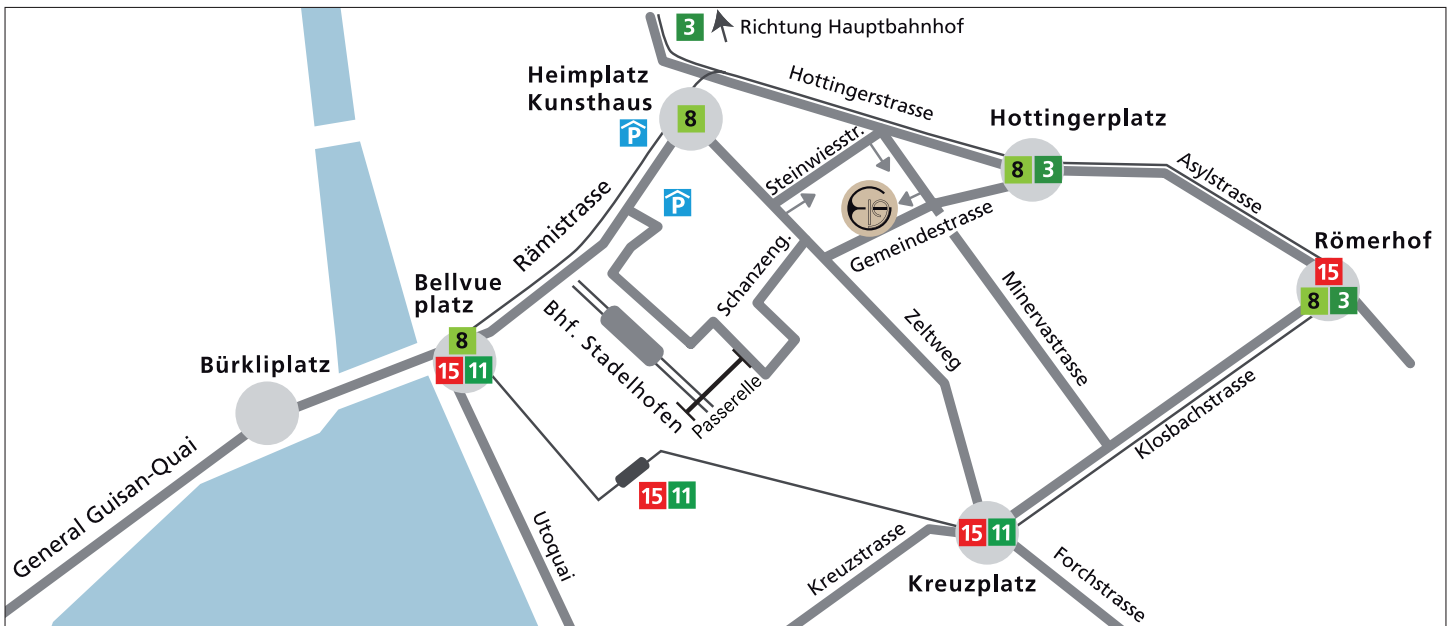 3 Richtung Hauptbahnhof
Heimplatz
Kunsthaus
8
P
P
Hottingerstrasse
Hottingerplatz
8 3
Steinwiesstr.
Asylstrasse
Römerhof
15
8 3
Rämistrasse
Gemeindestrasse
Schanzeng.
Minervastrasse
Zeltweg
Bellvue
platz
8
15 11
Bhf. Stadelhofen
Passerelle
Bürkliplatz
General Guisan-Quai
Utoquai
15 11
Klosbachstrasse
Kreuzstrasse
15 11
Kreuzplatz
Forchstrasse